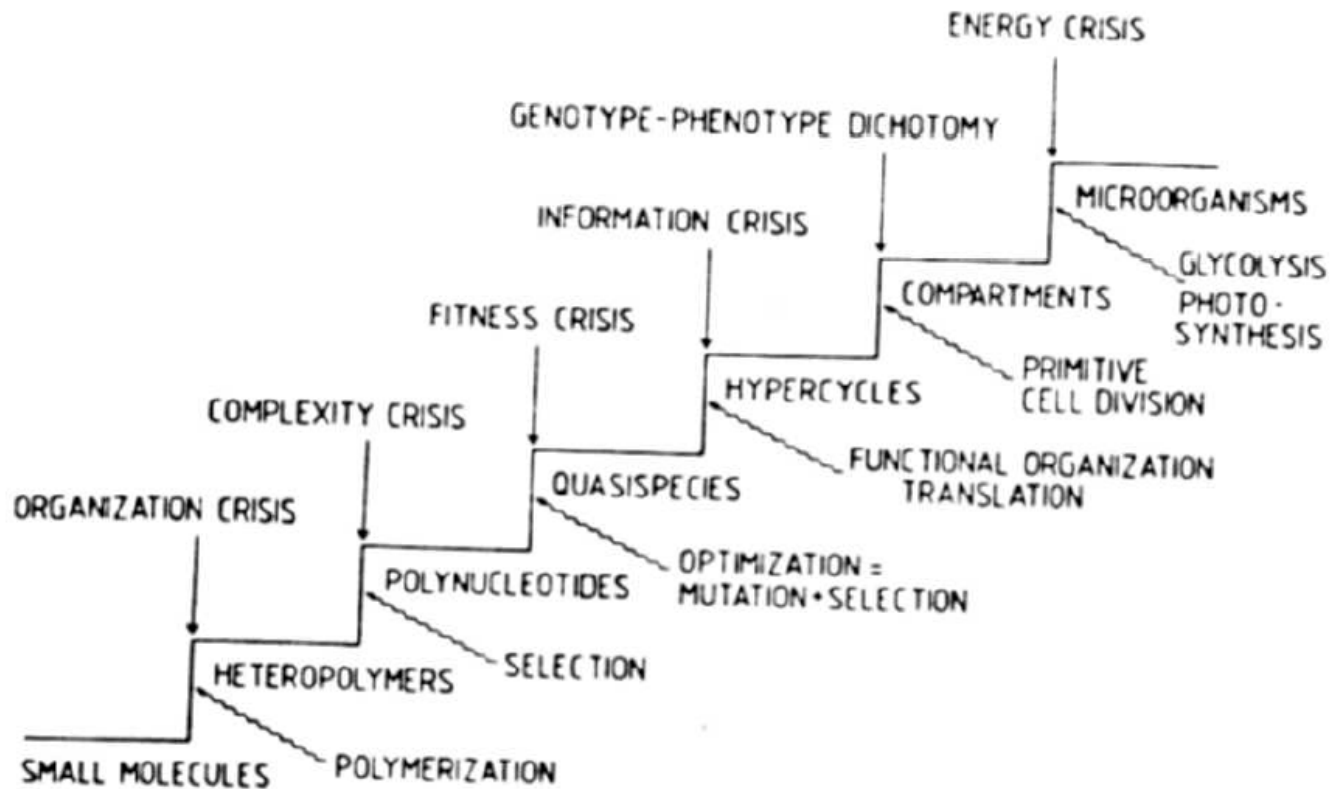 ENERGY CRISIS
GENOTYPE-PHENOTYPE DICHOTOMY
MICROORGANISMS
INFORMATION CRISIS
GLYCOLYSIS
PHOTO-
SYNTHESIS
COMPARTMENTS
FITNESS CRISIS
PRIMITIVE
CELL DIVISION
HYPERCYCLES
COMPLEXITY CRISIS
FUNCTIONAL ORGANIZATION
TRANSLATION
QUASISPECIES
ORGANIZATION CRISIS
OPTIMIZATION =
MUTATION+SELECTION
POLYNUCLEOTIDES
SELECTION
HETEROPOLYMERS
SMALL MOLECULES
POLYMERIZATION